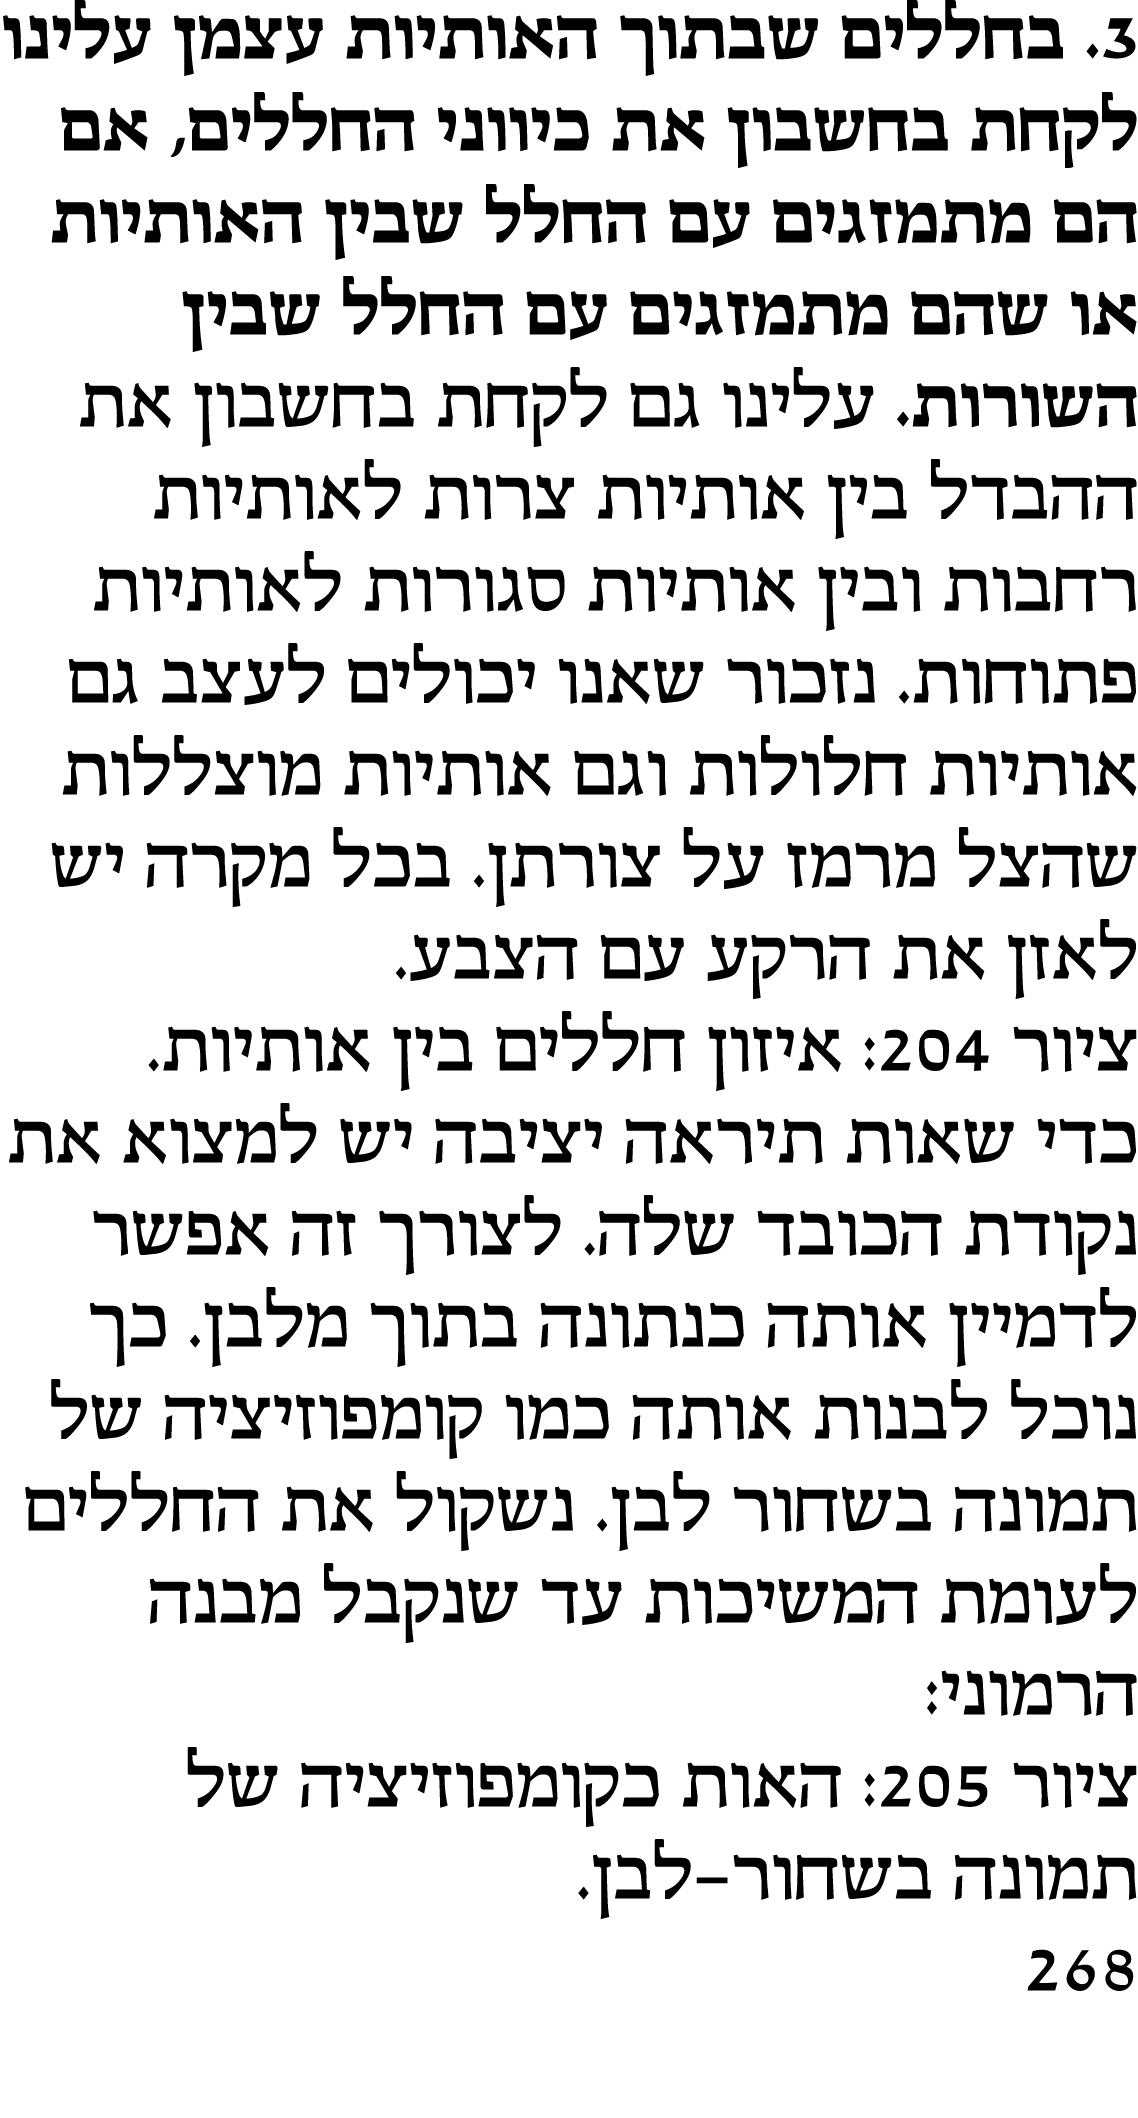 3. בחללים שבתוך האותיות עצמן עלינו
לקחת בחשבון את כיווני החללים, אם
הם מתמזגים עם החלל שבין האותיות
או שהם מתמזגים עם החלל שבין
השורות. עלינו גם לקחת בחשבון את
ההבדל בין אותיות צרות לאותיות
רחבות ובין אותיות סגורות לאותיות
פתוחות. נזכור שאנו יכולים לעצב גם
אותיות חלולות וגם אותיות מוצללות
שהצל מרמז על צורתן. בכל מקרה יש
לאזן את הרקע עם הצבע.
ציור 204: איזון חללים בין אותיות.
כדי שאות תיראה יציבה יש למצוא את
נקודת הכובד שלה. לצורך זה אפשר
לדמיין אותה כנתונה בתוך מלבן. כך
נוכל לבנות אותה כמו קומפוזיציה של
תמונה בשחור לבן. נשקול את החללים
לעומת המשיכות עד שנקבל מבנה
הרמוני:
ציור 205: האות כקומפוזיציה של
תמונה בשחור–לבן.
268